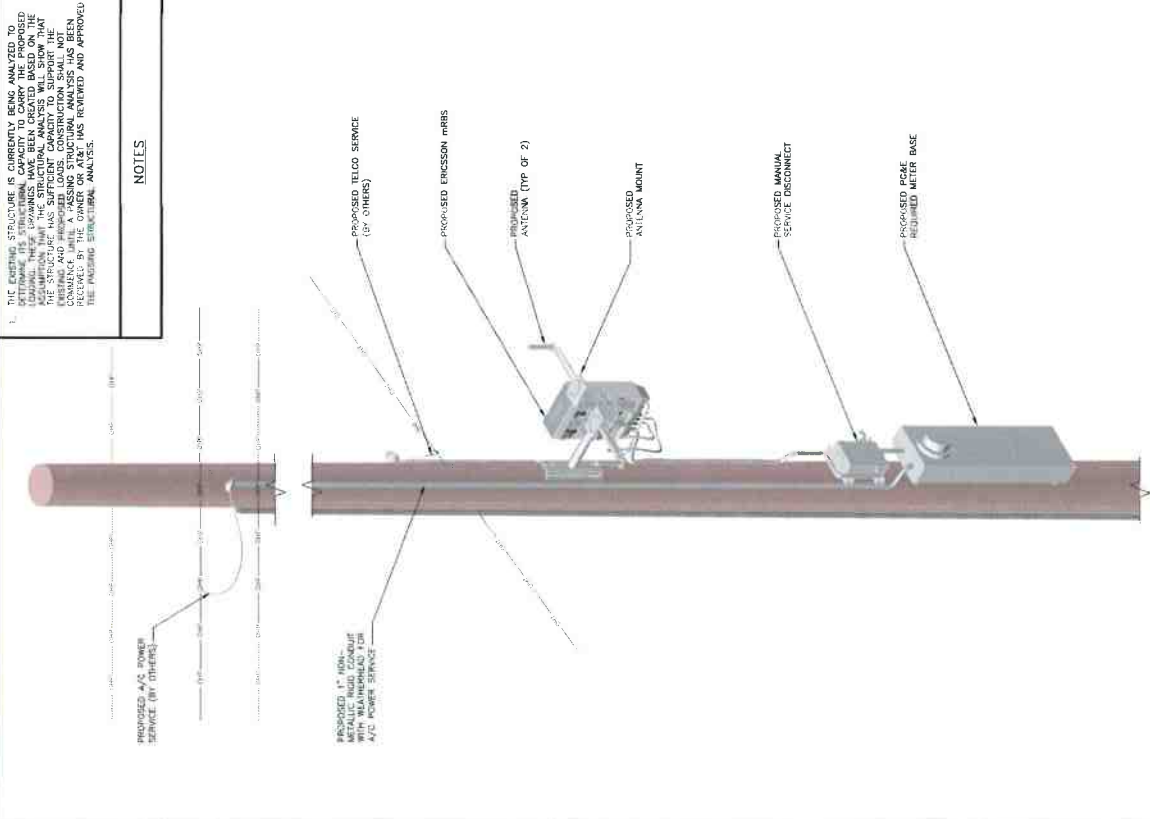 1. THE EXISTING STRUCTURE IS CURRENTLY BEING ANALYZED TO
DETERMINE ITS STRUCTURAL CAPACITY TO CARRY THE PROPOSED
LOADING. THESE DRAWINGS HAVE BEEN CREATED BASED ON THE
ASSUMPTION THAT THE STRUCTURAL ANALYSIS WILL SHOW THAT
THE STRUCTURE HAS SUFFICIENT CAPACITY TO SUPPORT THE
EXISTING AND PROPOSED LOADS. CONSTRUCTION SHALL NOT
COMMENCE UNTIL A PASSING STRUCTURAL ANALYSIS HAS BEEN
RECEIVED BY THE OWNER OR AT&T HAS REVIEWED AND APPROVED
THE PASSING STRUCTURAL ANALYSIS.
NOTES
PROPOSED A/C POWER
SERVICE (BY OTHERS)
PROPOSED 1" NON-
METALLIC RIGID CONDUIT
WITH WEATHERHEAD FOR
A/C POWER SERVICE
PROPOSED TELCO SERVICE
(BY OTHERS)
PROPOSED ERICSSON mRBS
PROPOSED
ANTENNA (TYP OF 2)
PROPOSED
ANTENNA MOUNT
PROPOSED MANUAL
SERVICE DISCONNECT
PROPOSED PG&E
REQUIRED METER BASE